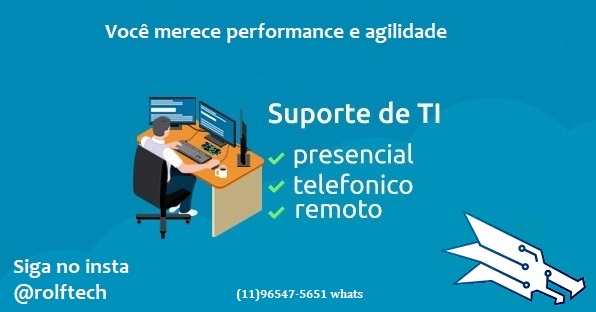 Você merece performance e agilidade
Suporte de TI
presencial
telefonico
remoto
Siga no insta
@rolftech
(11)96547-5651 whats